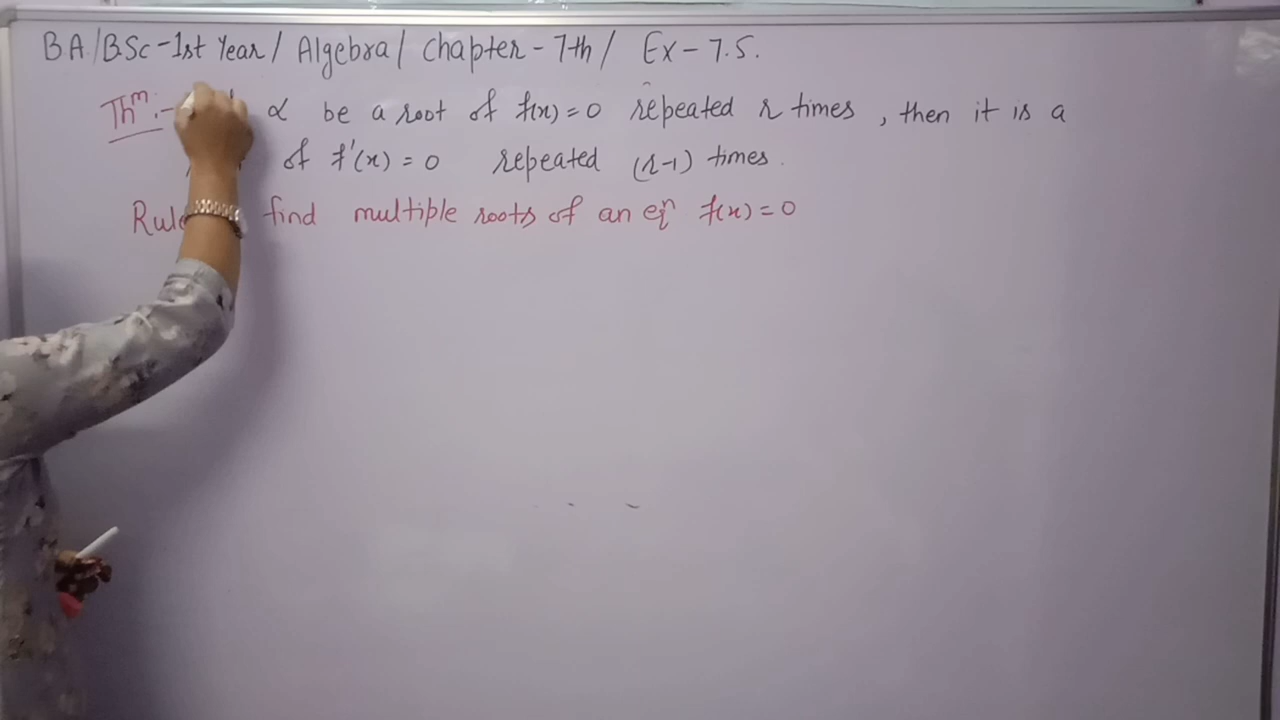 BA/BSc-1st Year/ Algebra/ Chapter-7th/ Ex-7.5.
Thm:- α be a root of f(x)=0 repeated r times, then it is a
of f'(x)=0 repeated (r-1) times.
Rule find multiple roots of an eqn f(x)=0